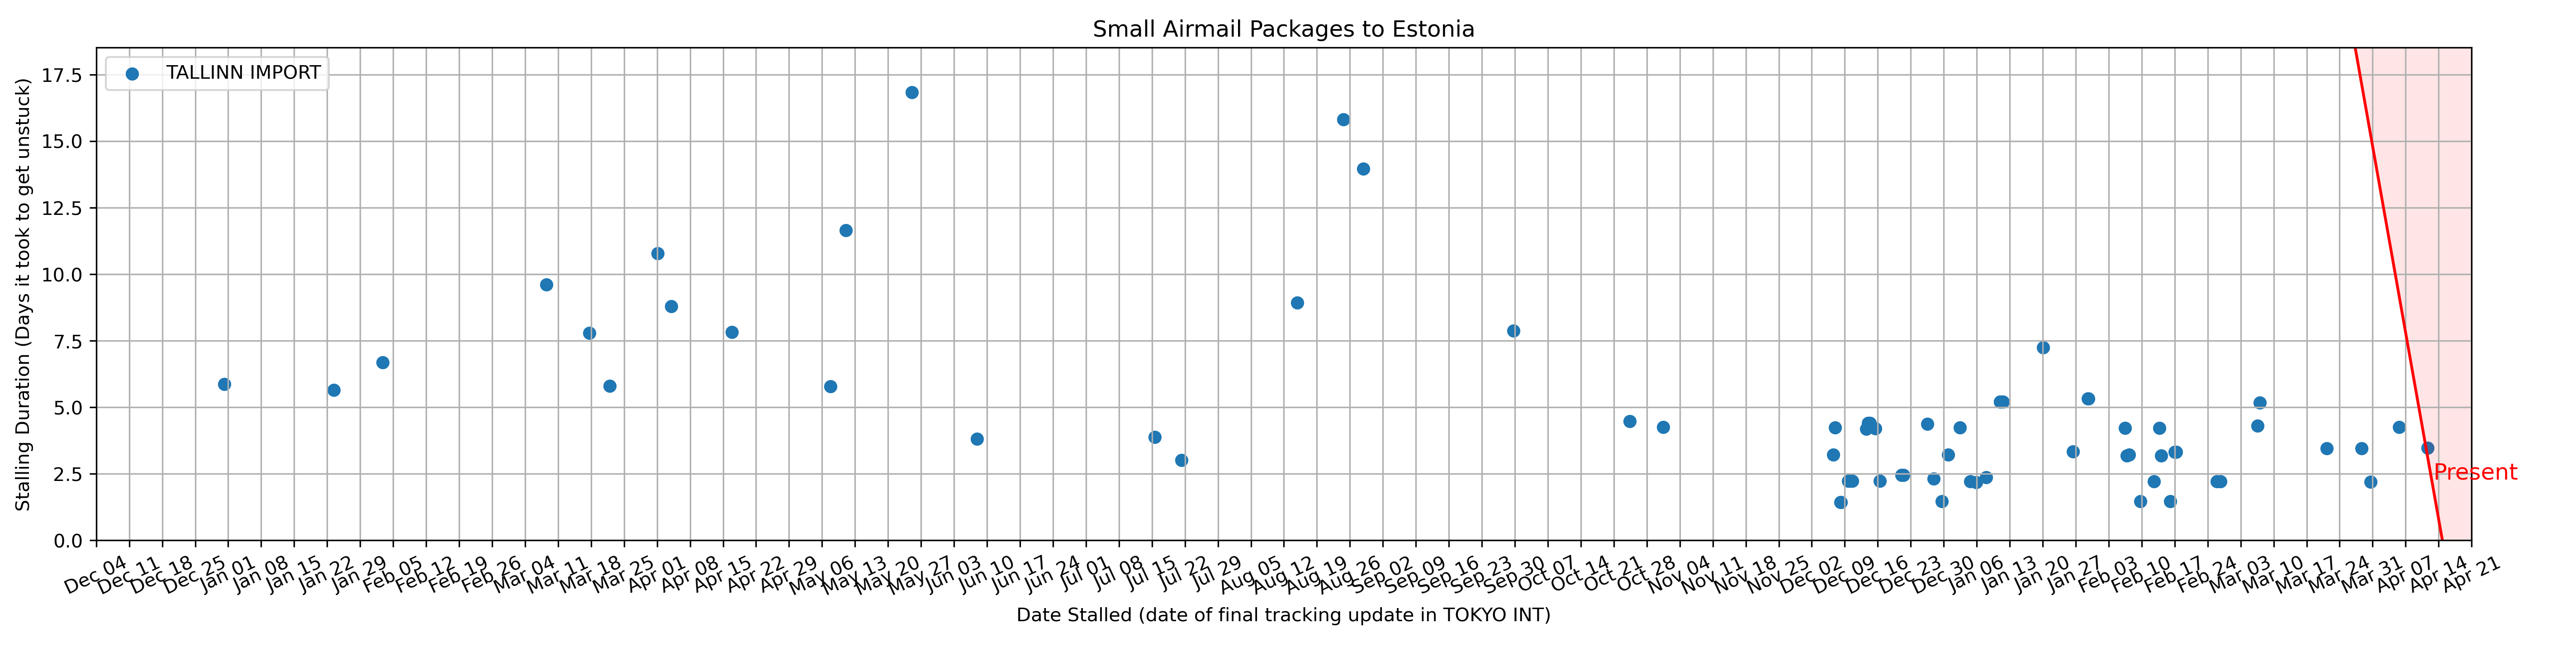 Small Airmail Packages to Estonia
TALLINN IMPORT
Stalling Duration (Days it took to get unstuck)
17.5
15.0
12.5
10.0
7.5
5.0
2.5
0.0
Present
Dec 04 Dec 11 Dec 18 Dec 25 Jan 01 Jan 08 Jan 15 Jan 22 Jan 29 Feb 05 Feb 12 Feb 19 Feb 26 Mar 04 Mar 11 Mar 18 Mar 25 Apr 01 Apr 08 Apr 15 Apr 22 Apr 29 May 06 May 13 May 20 May 27 Jun 03 Jun 10 Jun 17 Jun 24 Jul 01 Jul 08 Jul 15 Jul 22 Jul 29 Aug 05 Aug 12 Aug 19 Aug 26 Sep 02 Sep 09 Sep 16 Sep 23 Sep 30 Oct 07 Oct 14 Oct 21 Oct 28 Nov 04 Nov 11 Nov 18 Nov 25 Dec 02 Dec 09 Dec 16 Dec 23 Dec 30 Jan 06 Jan 13 Jan 20 Jan 27 Feb 03 Feb 10 Feb 17 Feb 24 Mar 03 Mar 10 Mar 17 Mar 24 Mar 31 Apr 07 Apr 14 Apr 21
Date Stalled (date of final tracking update in TOKYO INT)